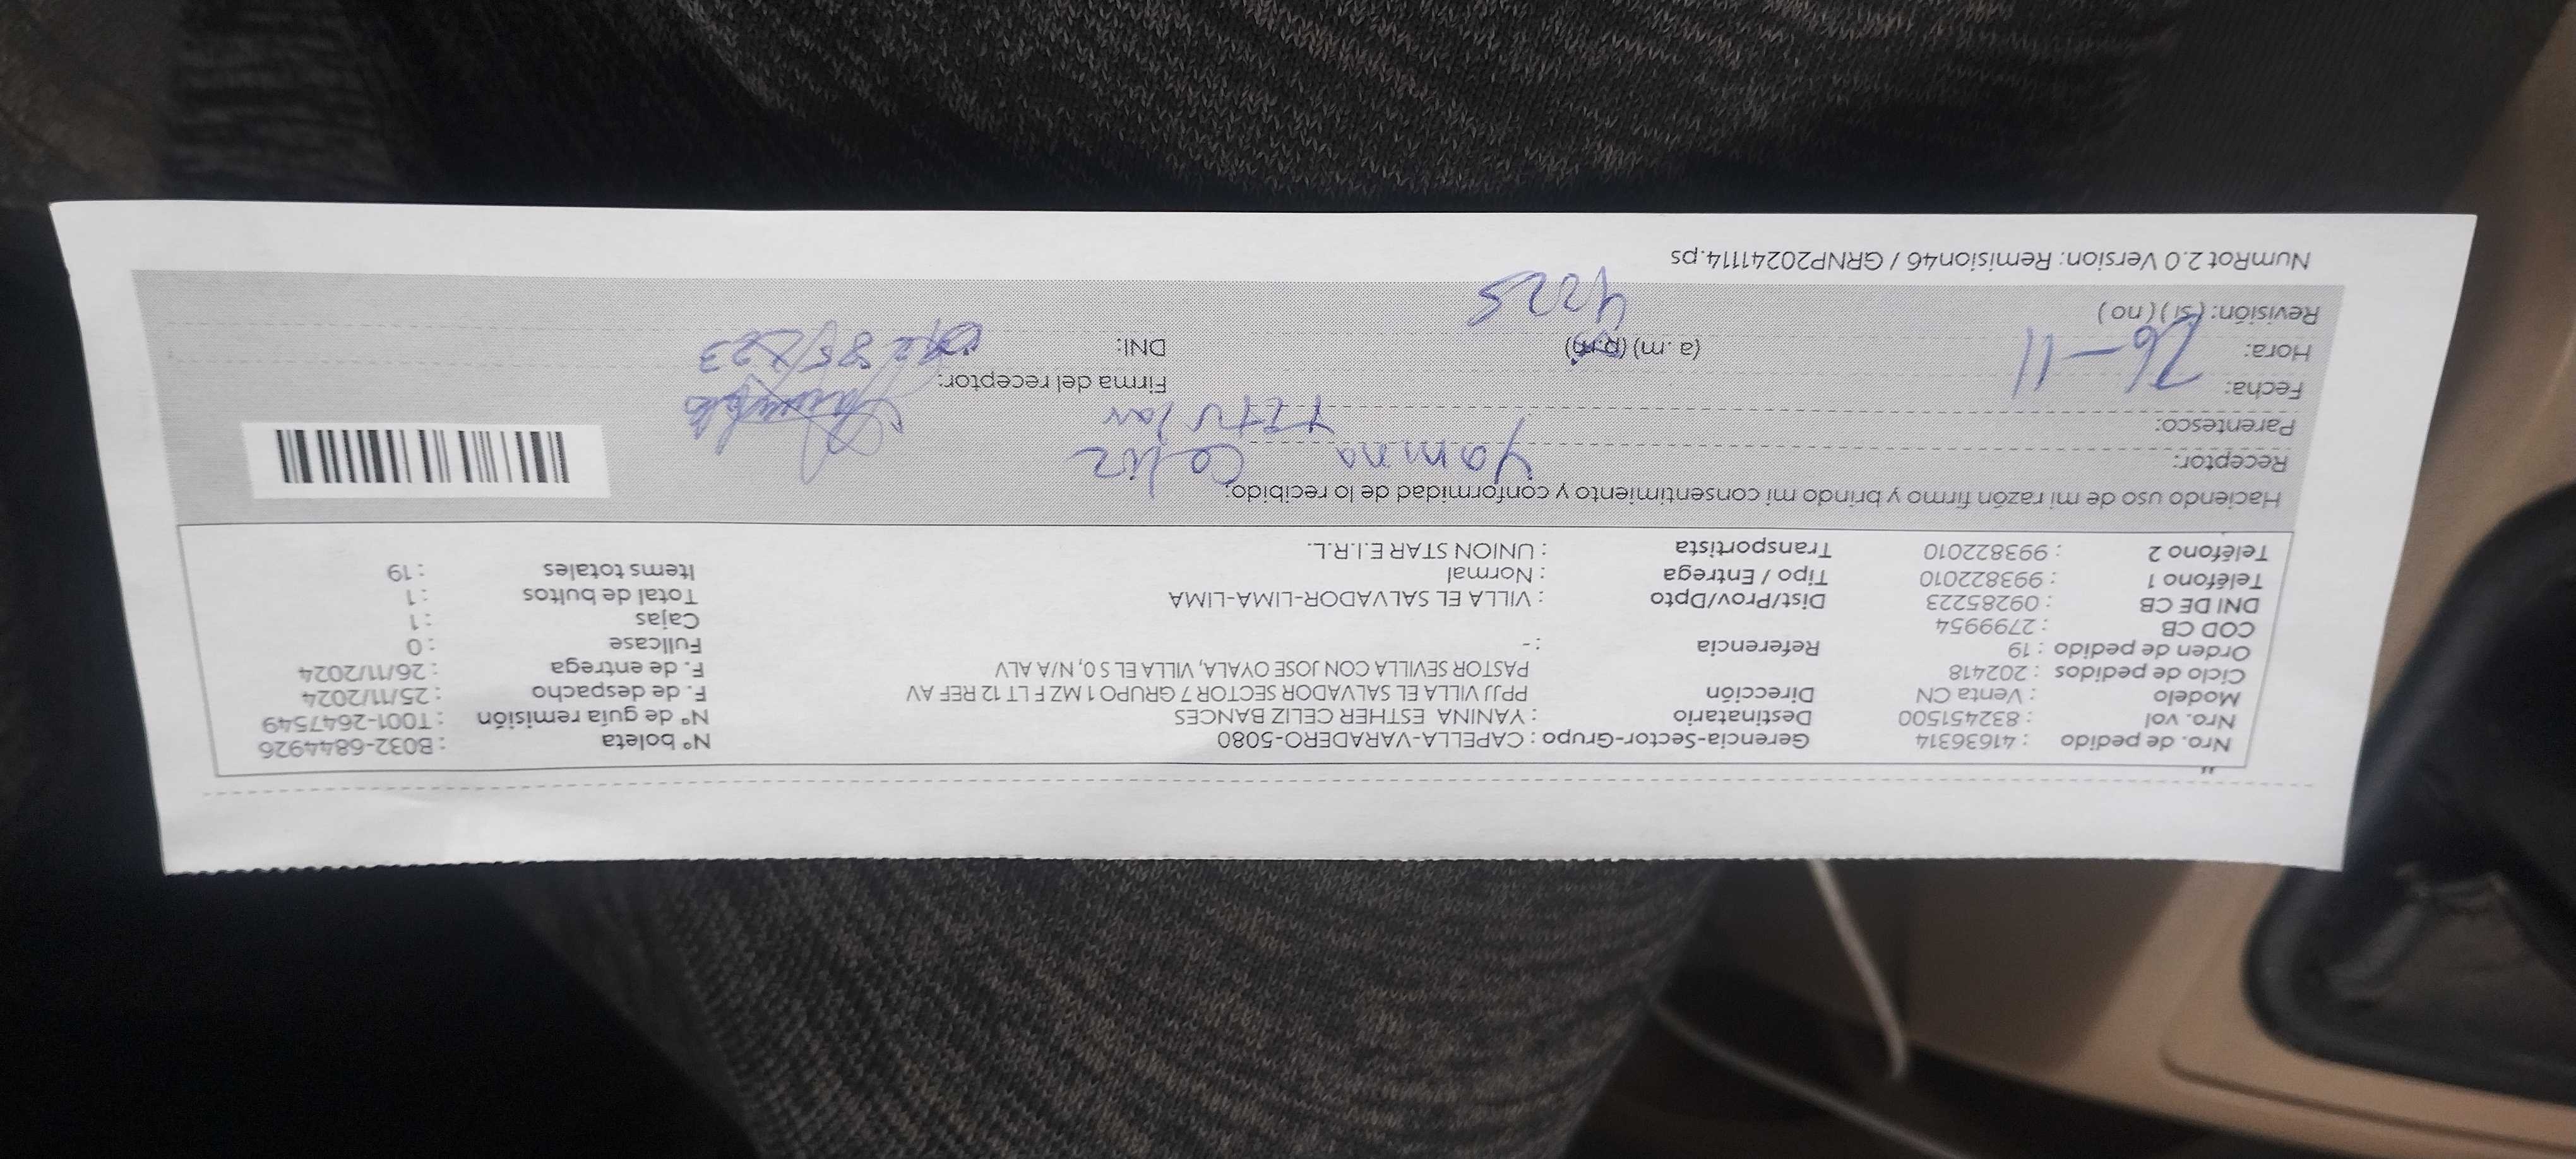 Nro. de pedido : 41636314 Gerencia-Sector-Grupo : CAPELLA-VARADERO-5080 Nº boleta : B032-6844926
Nro. vol : 832451500 Destinatario : YANINA ESTHER CELIZ BANCES Nº de guía remisión : T001-2647549
Modelo : Venta CN Dirección PPJJ VILLA EL SALVADOR SECTOR 7 GRUPO 1 MZ F LT 12 REF AV F. de despacho : 25/11/2024
Ciclo de pedidos : 202418 PASTOR SEVILLA CON JOSE OYALA, VILLA EL S 0, N/A ALV F. de entrega : 26/11/2024
Orden de pedido : 19 Referencia : - Fullcase : 0
COD CB : 2799954 Cajas : 1
DNI DE CB : 09285223 Dist/Prov/Dpto : VILLA EL SALVADOR-LIMA-LIMA Total de bultos : 1
Teléfono 1 : 993822010 Tipo / Entrega : Normal Items totales : 19
Teléfono 2 : 993822010 Transportista : UNION STAR E.I.R.L.
Haciendo uso de mi razón firmo y brindo mi consentimiento y conformidad de lo recibido:
Receptor: Yanina Celiz
Parentesco: Titular
Fecha: 26-11 Firma del receptor:
Hora: (a. m) (p.m) DNI:
Revisión: (si) (no) 4225
NumRot 2.0 Version: Remision46 / GRNP20241114.ps